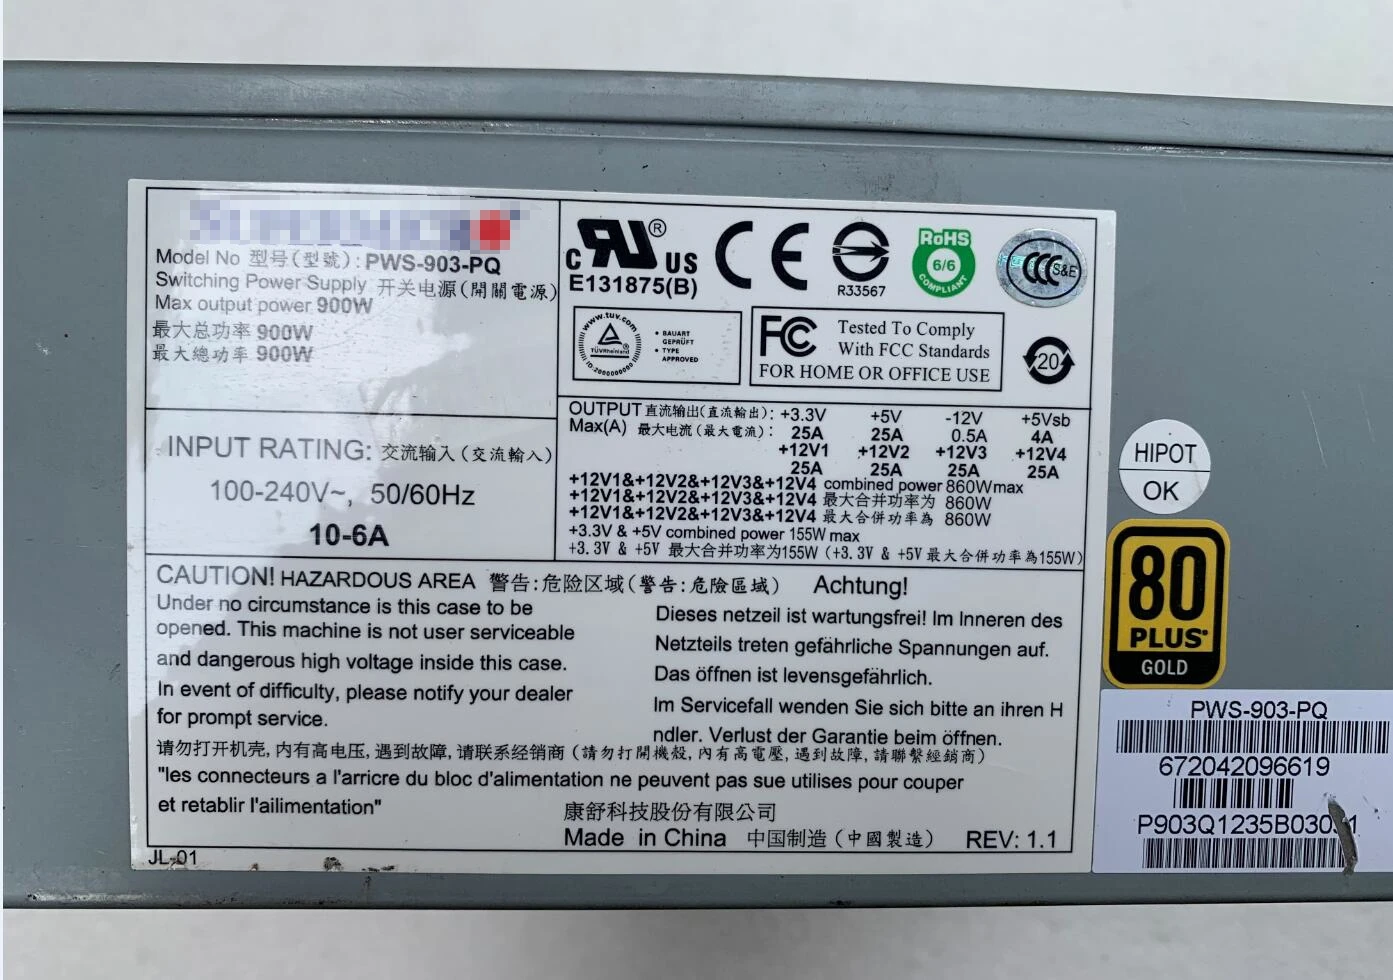 SUPERMICR
Model No 型号(型號): PWS-903-PQ
Switching Power Supply 开关电源(開關電源)
Max output power 900W
最大总功率 900W
最大總功率 900W
c RU ® US
E131875(B)
CE
R33567
RoHS
6/6
COMPLIANT
CCC S&E
www.tuv.com
TÜVRheinland
ID:2000000000
• BAUART
GEPRÜFT
• TYPE
APPROVED
FC Tested To Comply
With FCC Standards
FOR HOME OR OFFICE USE
20
INPUT RATING: 交流输入(交流輸入)
100-240V~, 50/60Hz
10-6A
OUTPUT 直流输出(直流輸出): +3.3V +5V -12V +5Vsb
Max(A) 最大电流(最大電流): 25A 25A 0.5A 4A
+12V1 +12V2 +12V3 +12V4
25A 25A 25A 25A
+12V1&+12V2&+12V3&+12V4 combined power 860Wmax
+12V1&+12V2&+12V3&+12V4 最大合并功率为 860W
+12V1&+12V2&+12V3&+12V4 最大合併功率為 860W
+3.3V & +5V combined power 155W max
+3.3V & +5V 最大合并功率为155W (+3.3V & +5V 最大合併功率為155W)
CAUTION! HAZARDOUS AREA 警告:危险区域(警告:危險區域) Achtung!
Under no circumstance is this case to be
opened. This machine is not user serviceable
and dangerous high voltage inside this case.
In event of difficulty, please notify your dealer
for prompt service.
Dieses netzeil ist wartungsfrei! Im Inneren des
Netzteils treten gefährliche Spannungen auf.
Das öffnen ist levensgefährlich.
Im Servicefall wenden Sie sich bitte an ihren H
ndler. Verlust der Garantie beim öffnen.
请勿打开机壳,内有高电压,遇到故障,请联系经销商(請勿打開機殼,內有高電壓,遇到故障,請聯繫經銷商)
"les connecteurs a l'arricre du bloc d'alimentation ne peuvent pas sue utilises pour couper
et retablir l'ailimentation"
康舒科技股份有限公司
Made in China 中国制造(中國製造) REV: 1.1
JL-01
HIPOT
OK
80
PLUS
GOLD
PWS-903-PQ
672042096619